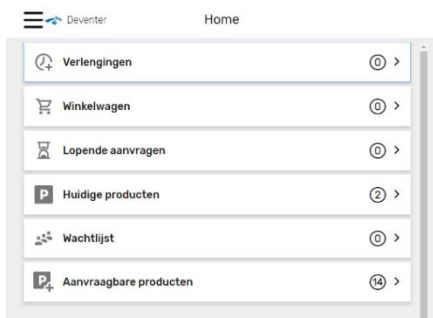 Deventer Home
Verlengingen 0
Winkelwagen 0
Lopende aanvragen 0
P Huidige producten 2
Wachtlijst 0
P Aanvraagbare producten 14